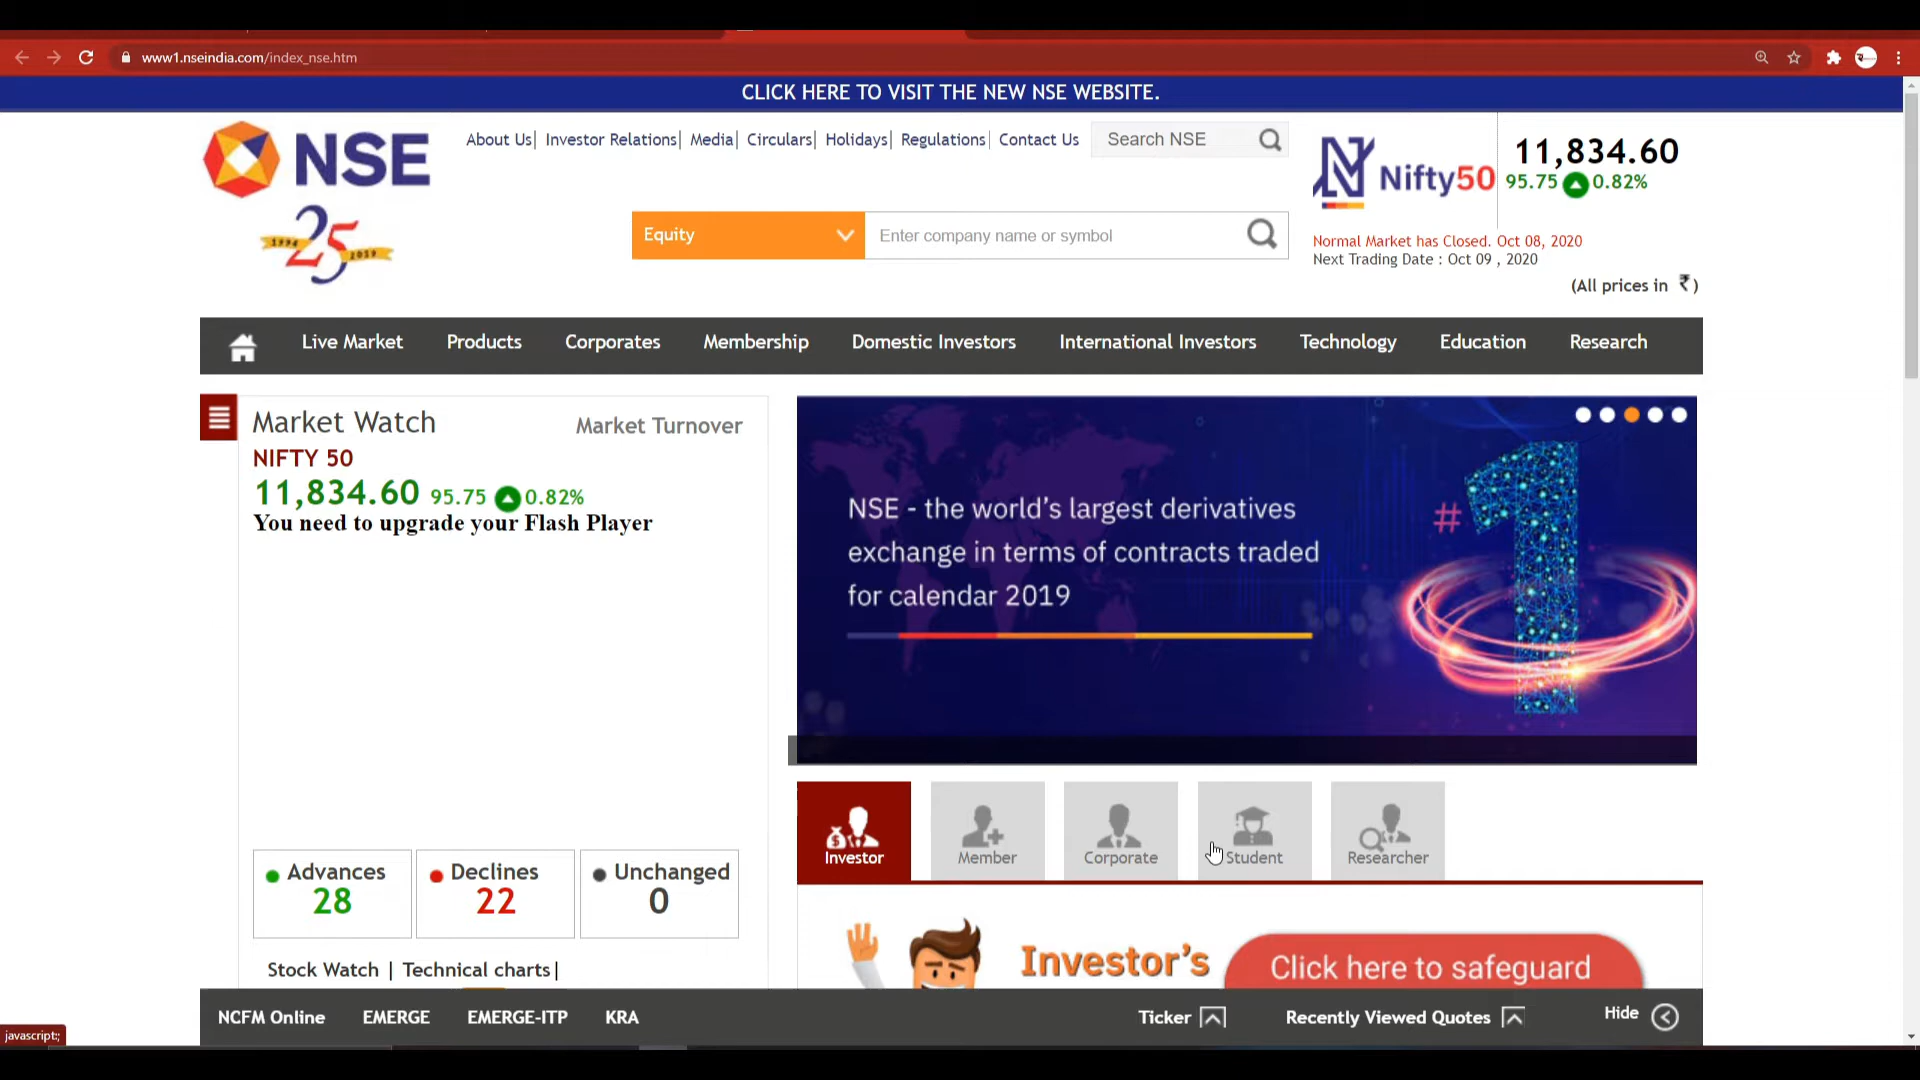 www1.nseindia.com/index_nse.htm
CLICK HERE TO VISIT THE NEW NSE WEBSITE.
NSE
1994 25 2019
About Us| Investor Relations| Media| Circulars| Holidays| Regulations| Contact Us
Search NSE
Equity
Enter company name or symbol
Nifty50
11,834.60
95.75 0.82%
Normal Market has Closed. Oct 08, 2020
Next Trading Date : Oct 09 , 2020
(All prices in ₹)
Live Market Products Corporates Membership Domestic Investors International Investors Technology Education Research
Market Watch
Market Turnover
NIFTY 50
11,834.60 95.75 0.82%
You need to upgrade your Flash Player
NSE - the world's largest derivatives
exchange in terms of contracts traded
for calendar 2019
#1
Investor
Member
Corporate
Student
Researcher
Advances
28
Declines
22
Unchanged
0
Stock Watch | Technical charts|
Investor's
Click here to safeguard
NCFM Online EMERGE EMERGE-ITP KRA
Ticker
Recently Viewed Quotes
Hide
javascript:;